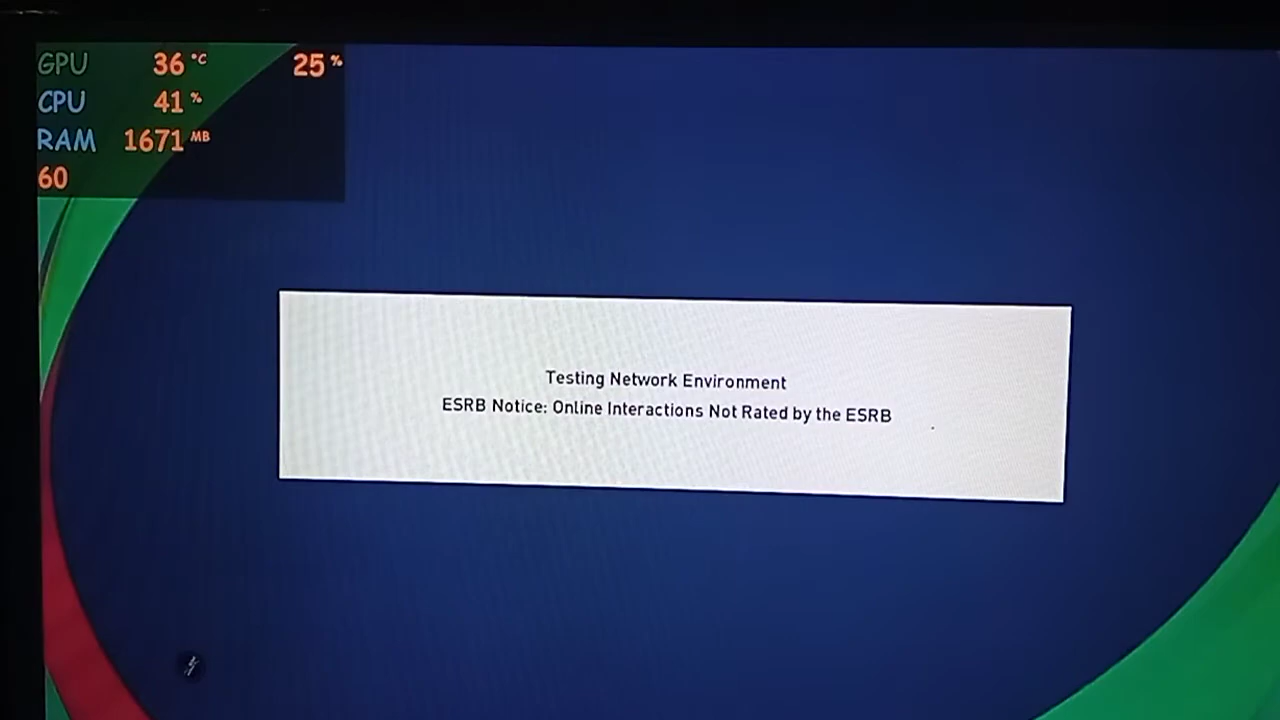 GPU 36 °C 25 %
CPU 41 %
RAM 1671 MB
60
Testing Network Environment
ESRB Notice: Online Interactions Not Rated by the ESRB